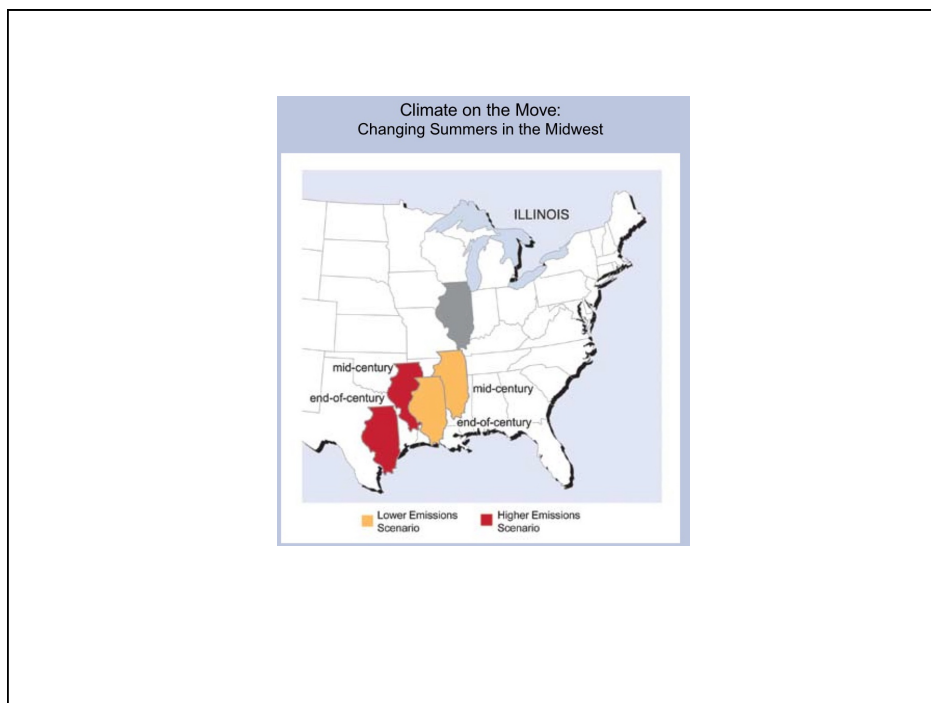 Climate on the Move:
Changing Summers in the Midwest
ILLINOIS
mid-century
end-of-century
mid-century
end-of-century
Lower Emissions
Scenario
Higher Emissions
Scenario